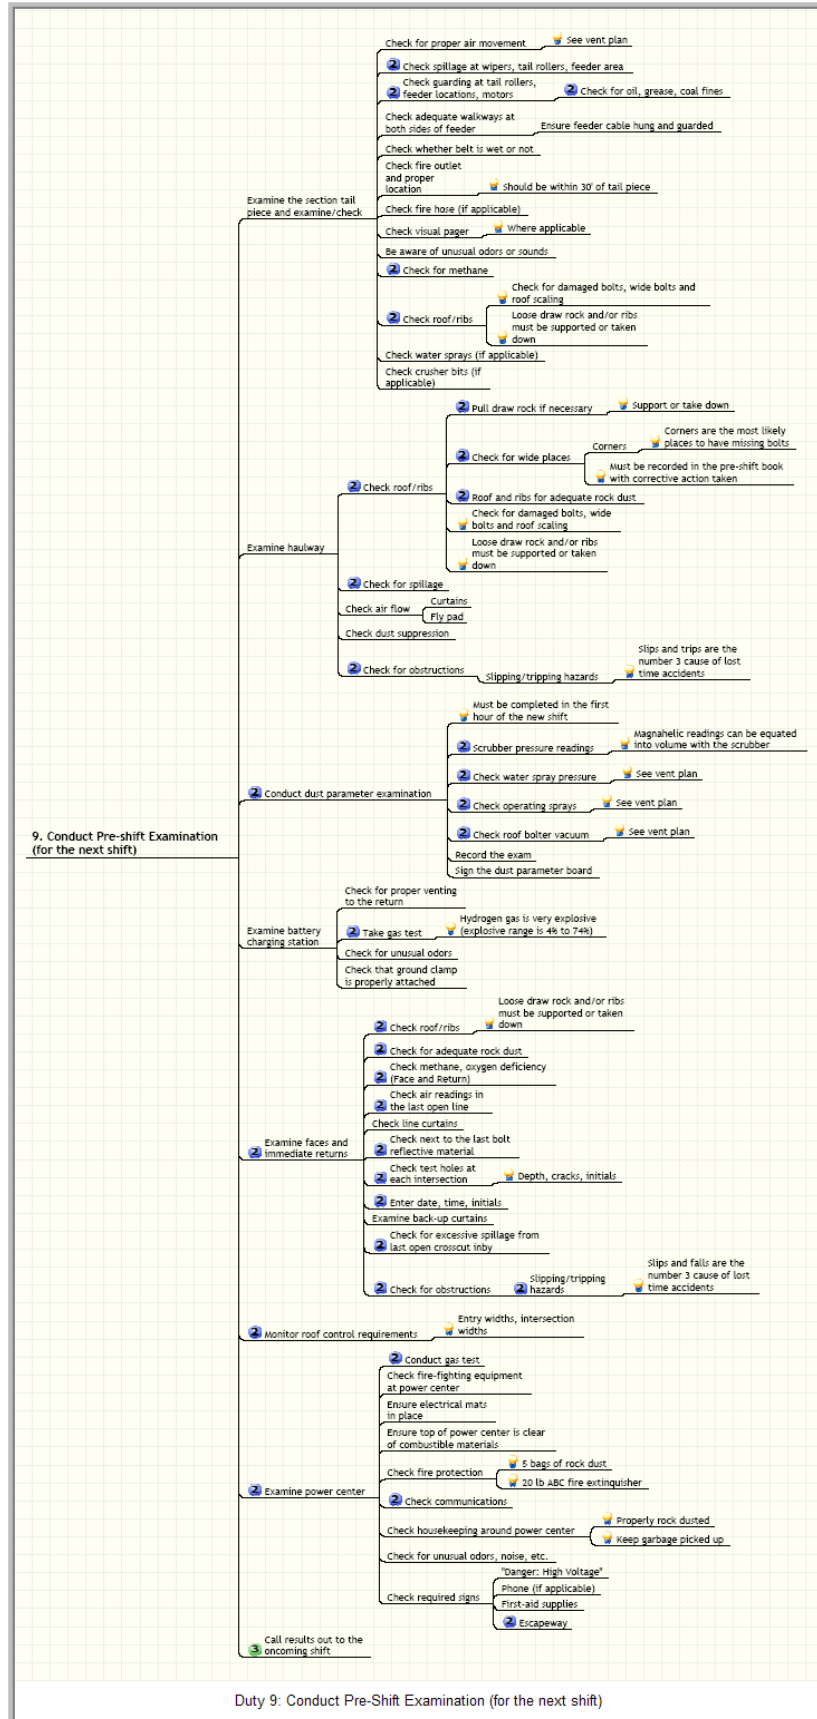 Check for proper air movement
See vent plan
2 Check spillage at wipers, tail rollers, feeder area
Check guarding at tail rollers,
2 feeder locations, motors
2 Check for oil, grease, coal fines
Check adequate walkways at
both sides of feeder
Ensure feeder cable hung and guarded
Check whether belt is wet or not
Check fire outlet
and proper
location
Should be within 30' of tail piece
Examine the section tail
piece and examine/check
Check fire hose (if applicable)
Check visual pager
Where applicable
Be aware of unusual odors or sounds
2 Check for methane
2 Check roof/ribs
Check for damaged bolts, wide bolts and
roof scaling
Loose draw rock and/or ribs
must be supported or taken
down
Check water sprays (if applicable)
Check crusher bits (if
applicable)
Examine haulway
2 Check roof/ribs
2 Pull draw rock if necessary
Support or take down
2 Check for wide places
Corners
Corners are the most likely
places to have missing bolts
Must be recorded in the pre-shift book
with corrective action taken
2 Roof and ribs for adequate rock dust
Check for damaged bolts, wide
bolts and roof scaling
Loose draw rock and/or ribs
must be supported or taken
down
2 Check for spillage
Check air flow
Curtains
Fly pad
Check dust suppression
2 Check for obstructions
Slipping/tripping hazards
Slips and trips are the
number 3 cause of lost
time accidents
2 Conduct dust parameter examination
Must be completed in the first
hour of the new shift
2 Scrubber pressure readings
Magnahelic readings can be equated
into volume with the scrubber
2 Check water spray pressure
See vent plan
2 Check operating sprays
See vent plan
2 Check roof bolter vacuum
See vent plan
Record the exam
Sign the dust parameter board
9. Conduct Pre-shift Examination
(for the next shift)
Examine battery
charging station
Check for proper venting
to the return
2 Take gas test
Hydrogen gas is very explosive
(explosive range is 4% to 74%)
Check for unusual odors
Check that ground clamp
is properly attached
Examine faces and
2 immediate returns
2 Check roof/ribs
Loose draw rock and/or ribs
must be supported or taken
down
2 Check for adequate rock dust
Check methane, oxygen deficiency
2 (Face and Return)
Check air readings in
2 the last open line
Check line curtains
Check next to the last bolt
2 reflective material
Check test holes at
2 each intersection
Depth, cracks, initials
2 Enter date, time, initials
Examine back-up curtains
Check for excessive spillage from
2 last open crosscut inby
2 Check for obstructions
Slipping/tripping
2 hazards
Slips and falls are the
number 3 cause of lost
time accidents
2 Monitor roof control requirements
Entry widths, intersection
widths
2 Examine power center
2 Conduct gas test
Check fire-fighting equipment
at power center
Ensure electrical mats
in place
Ensure top of power center is clear
of combustible materials
Check fire protection
5 bags of rock dust
20 lb ABC fire extinguisher
2 Check communications
Check housekeeping around power center
Properly rock dusted
Keep garbage picked up
Check for unusual odors, noise, etc.
Check required signs
"Danger: High Voltage"
Phone (if applicable)
First-aid supplies
2 Escapeway
Call results out to the
3 oncoming shift
Duty 9: Conduct Pre-Shift Examination (for the next shift)